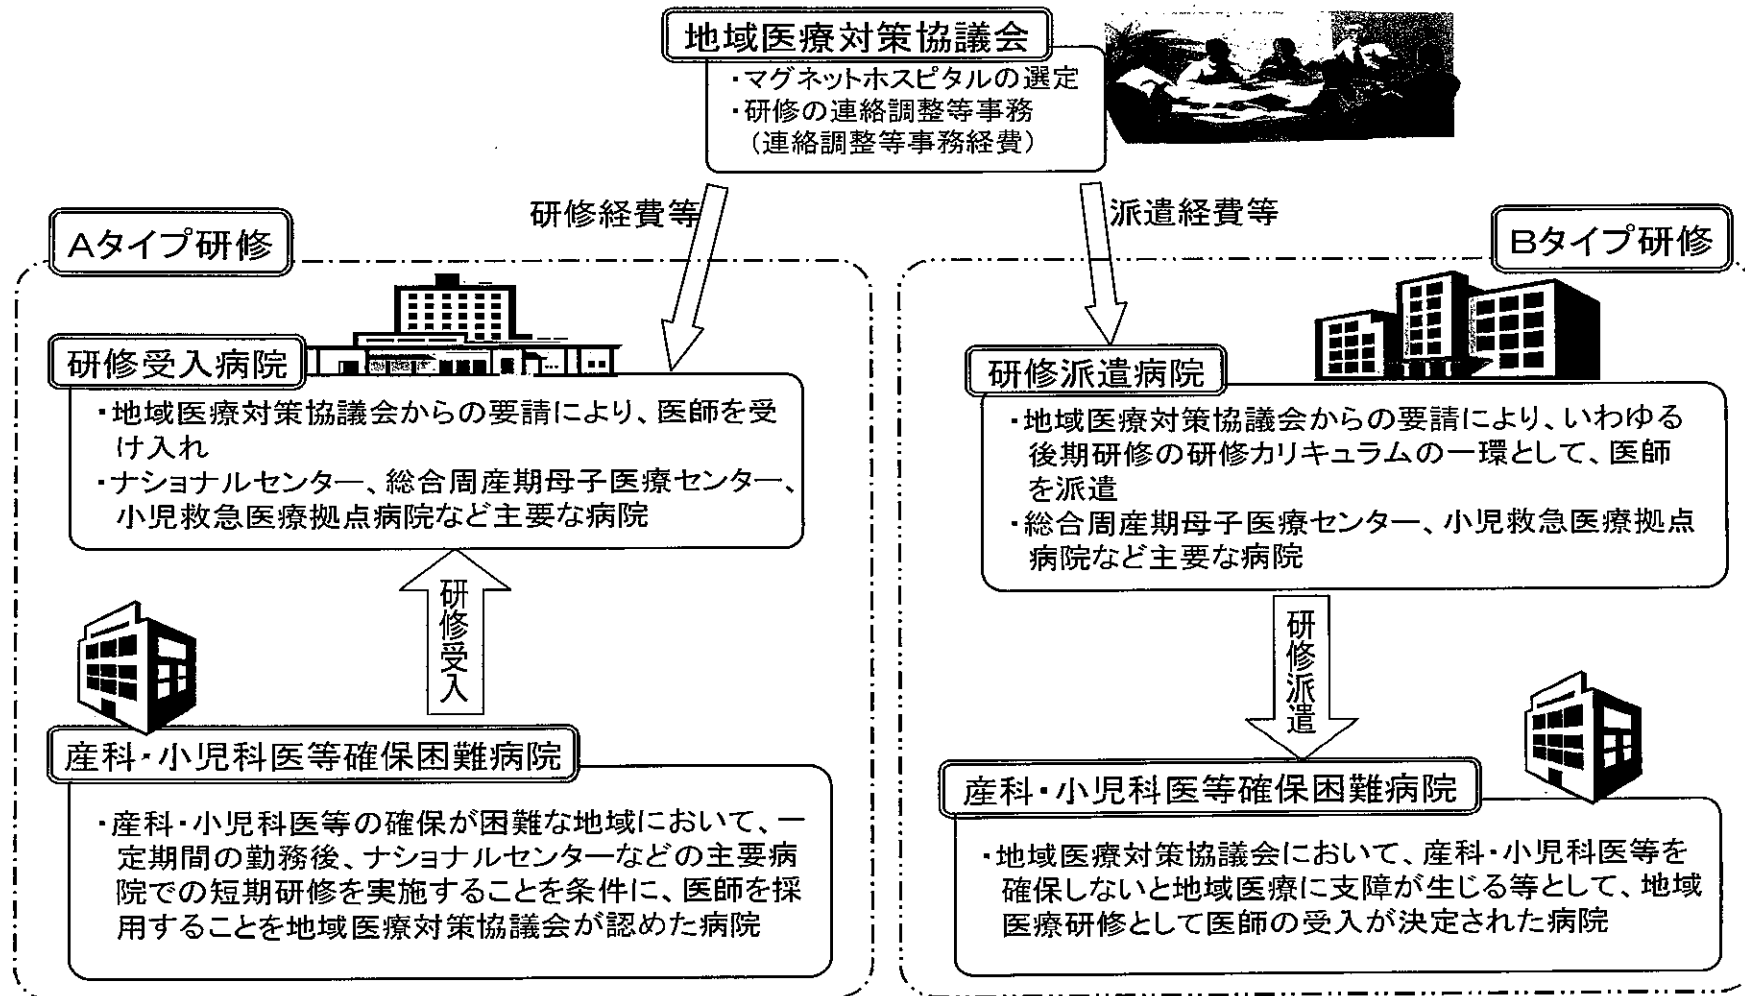 地域医療対策協議会
・マグネットホスピタルの選定
・研修の連絡調整等事務
（連絡調整等事務経費）
研修経費等
派遣経費等
Aタイプ研修
研修受入病院
・地域医療対策協議会からの要請により、医師を受
け入れ
・ナショナルセンター、総合周産期母子医療センター、
小児救急医療拠点病院など主要な病院
研修受入
産科・小児科医等確保困難病院
・産科・小児科医等の確保が困難な地域において、一
定期間の勤務後、ナショナルセンターなどの主要病
院での短期研修を実施することを条件に、医師を採
用することを地域医療対策協議会が認めた病院
Bタイプ研修
研修派遣病院
・地域医療対策協議会からの要請により、いわゆる
後期研修の研修カリキュラムの一環として、医師
を派遣
・総合周産期母子医療センター、小児救急医療拠点
病院など主要な病院
研修派遣
産科・小児科医等確保困難病院
・地域医療対策協議会において、産科・小児科医等を
確保しないと地域医療に支障が生じる等として、地域
医療研修として医師の受入が決定された病院